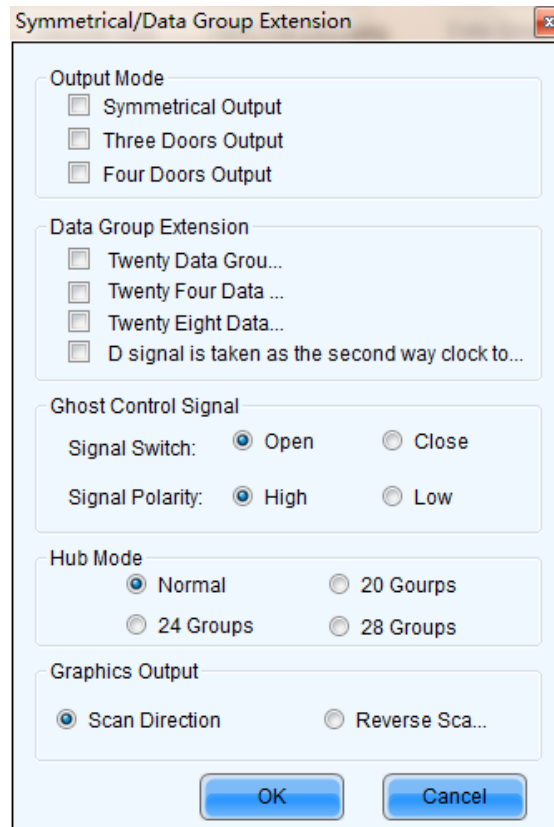 Symmetrical/Data Group Extension
Output Mode
Symmetrical Output
Three Doors Output
Four Doors Output
Data Group Extension
Twenty Data Grou...
Twenty Four Data ...
Twenty Eight Data...
D signal is taken as the second way clock to...
Ghost Control Signal
Signal Switch: Open Close
Signal Polarity: High Low
Hub Mode
Normal 20 Gourps
24 Groups 28 Groups
Graphics Output
Scan Direction Reverse Sca...
OK Cancel